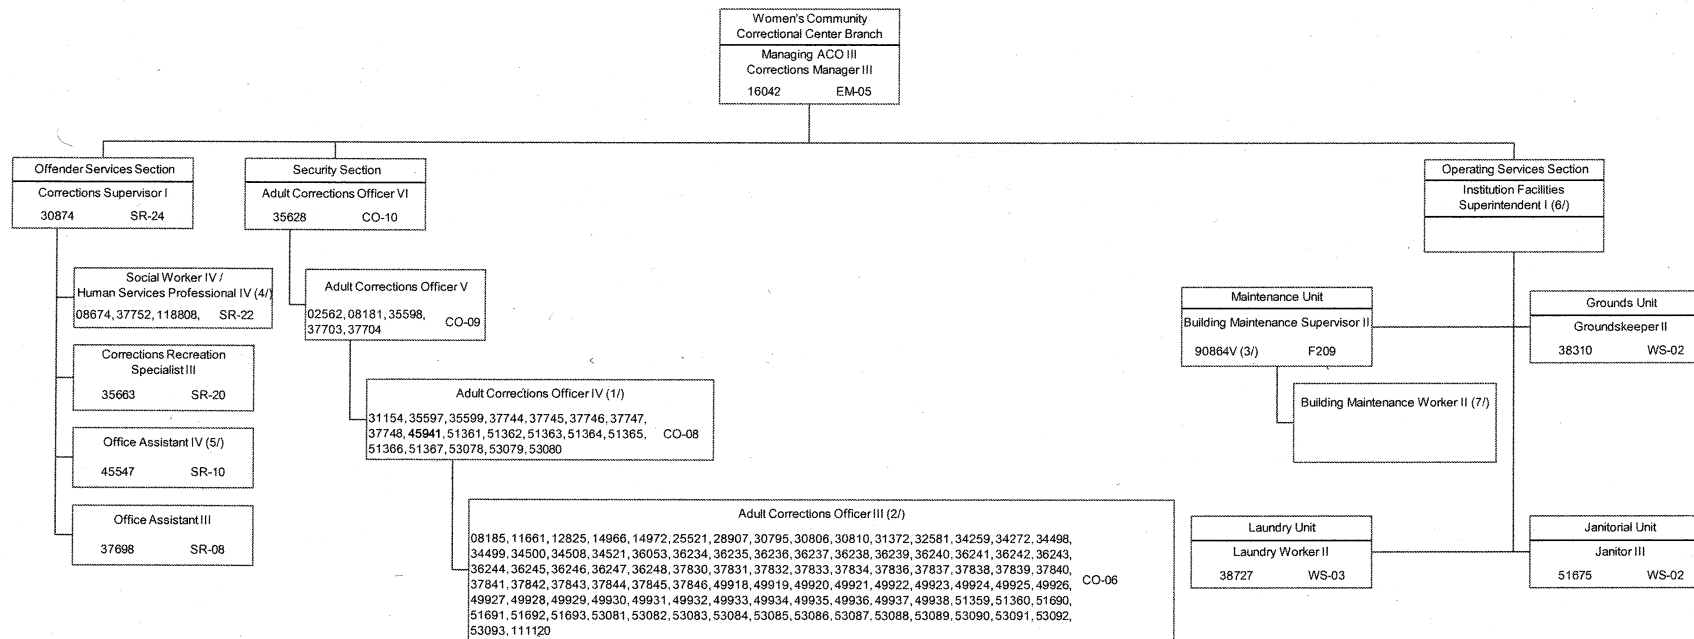 Women's Community
Correctional Center Branch
Managing ACO III
Corrections Manager III
16042 EM-05
Offender Services Section
Corrections Supervisor I
30874 SR-24
Social Worker IV /
Human Services Professional IV (4/)
08674, 37752, 118808, SR-22
Corrections Recreation
Specialist III
35663 SR-20
Office Assistant IV (5/)
45547 SR-10
Office Assistant III
37698 SR-08
Security Section
Adult Corrections Officer VI
35628 CO-10
Adult Corrections Officer V
02562, 08181, 35598,
37703, 37704
CO-09
Adult Corrections Officer IV (1/)
31154, 35597, 35599, 37744, 37745, 37746, 37747,
37748, 45941, 51361, 51362, 51363, 51364, 51365,
51366, 51367, 53078, 53079, 53080
CO-08
Adult Corrections Officer III (2/)
08185, 11661, 12825, 14966, 14972, 25521, 28907, 30795, 30806, 30810, 31372, 32581, 34259, 34272, 34498,
34499, 34500, 34508, 34521, 36053, 36234, 36235, 36236, 36237, 36238, 36239, 36240, 36241, 36242, 36243,
36244, 36245, 36246, 36247, 36248, 37830, 37831, 37832, 37833, 37834, 37836, 37837, 37838, 37839, 37840,
37841, 37842, 37843, 37844, 37845, 37846, 49918, 49919, 49920, 49921, 49922, 49923, 49924, 49925, 49926,
49927, 49928, 49929, 49930, 49931, 49932, 49933, 49934, 49935, 49936, 49937, 49938, 51359, 51360, 51690,
51691, 51692, 51693, 53081, 53082, 53083, 53084, 53085, 53086, 53087, 53088, 53089, 53090, 53091, 53092,
53093, 111120
CO-06
Operating Services Section
Institution Facilities
Superintendent I (6/)
Maintenance Unit
Building Maintenance Supervisor II
90864V (3/) F209
Building Maintenance Worker II (7/)
Grounds Unit
Groundskeeper II
38310 WS-02
Laundry Unit
Laundry Worker II
38727 WS-03
Janitorial Unit
Janitor III
51675 WS-02